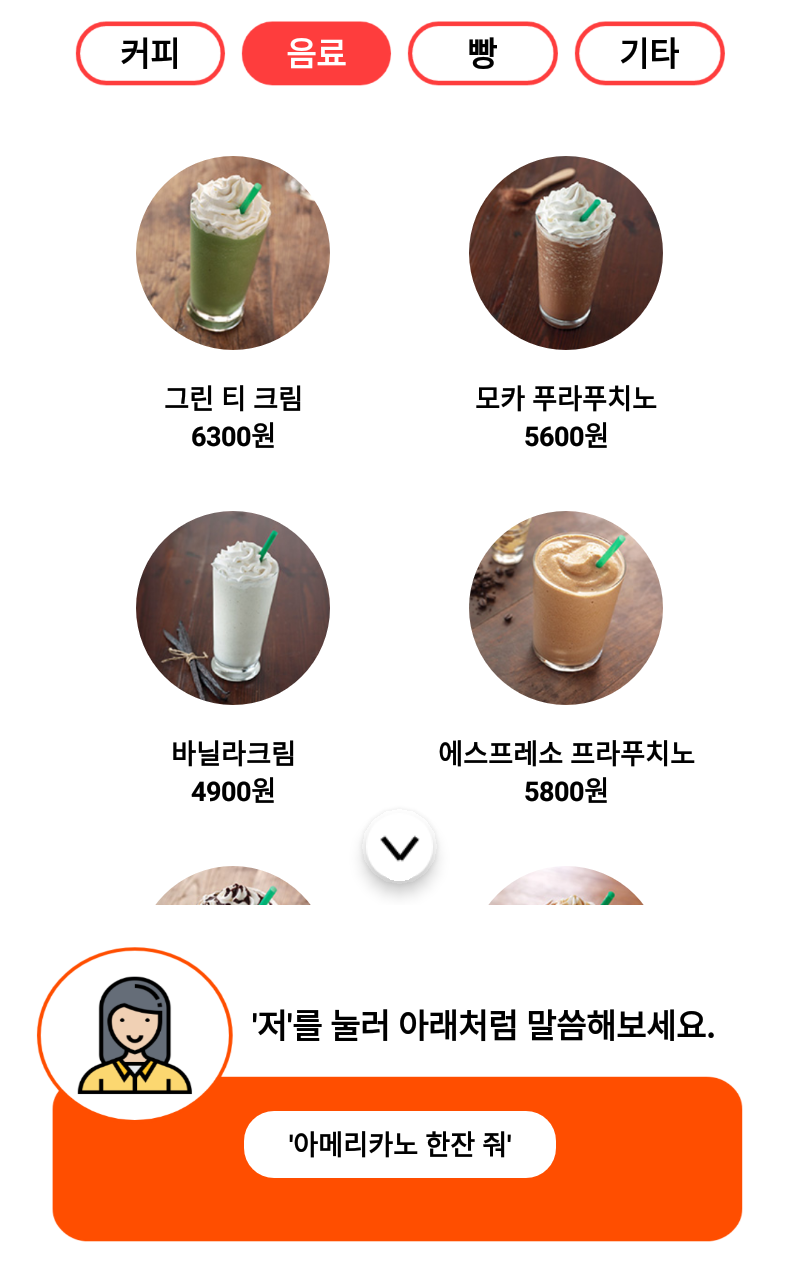 커피
음료
빵
기타
그린 티 크림
6300원
모카 푸라푸치노
5600원
바닐라크림
4900원
에스프레소 프라푸치노
5800원
'저'를 눌러 아래처럼 말씀해보세요.
'아메리카노 한잔 줘'